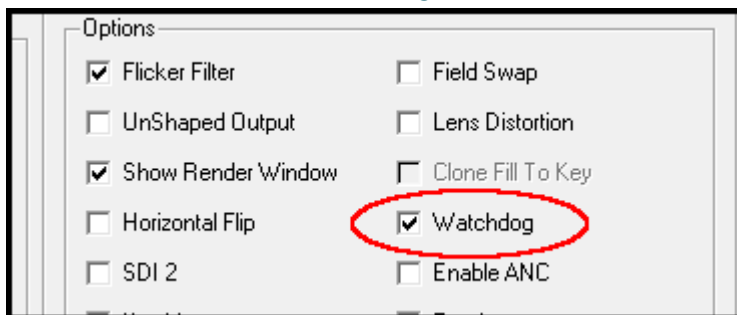 Options
Flicker Filter
Field Swap
UnShaped Output
Lens Distortion
Show Render Window
Clone Fill To Key
Horizontal Flip
Watchdog
SDI 2
Enable ANC